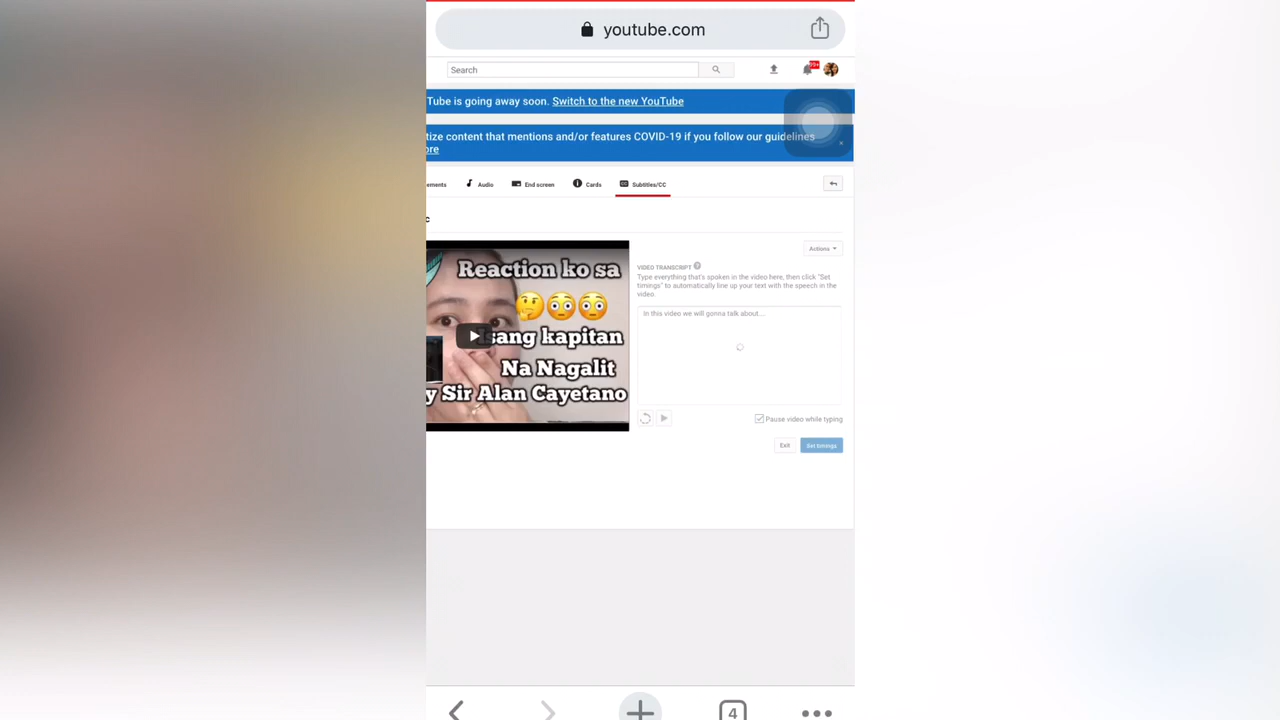 youtube.com
Search
99+
Tube is going away soon. Switch to the new YouTube
tize content that mentions and/or features COVID-19 if you follow our guidelines
ore
ements
Audio
End screen
Cards
Subtitles/CC
c
Reaction ko sa
isang kapitan
Na Nagalit
y Sir Alan Cayetano
Actions
VIDEO TRANSCRIPT
Type everything that's spoken in the video here, then click "Set
timings" to automatically line up your text with the speech in the
video.
In this video we will gonna talk about...
Pause video while typing
Exit
Set timings
4